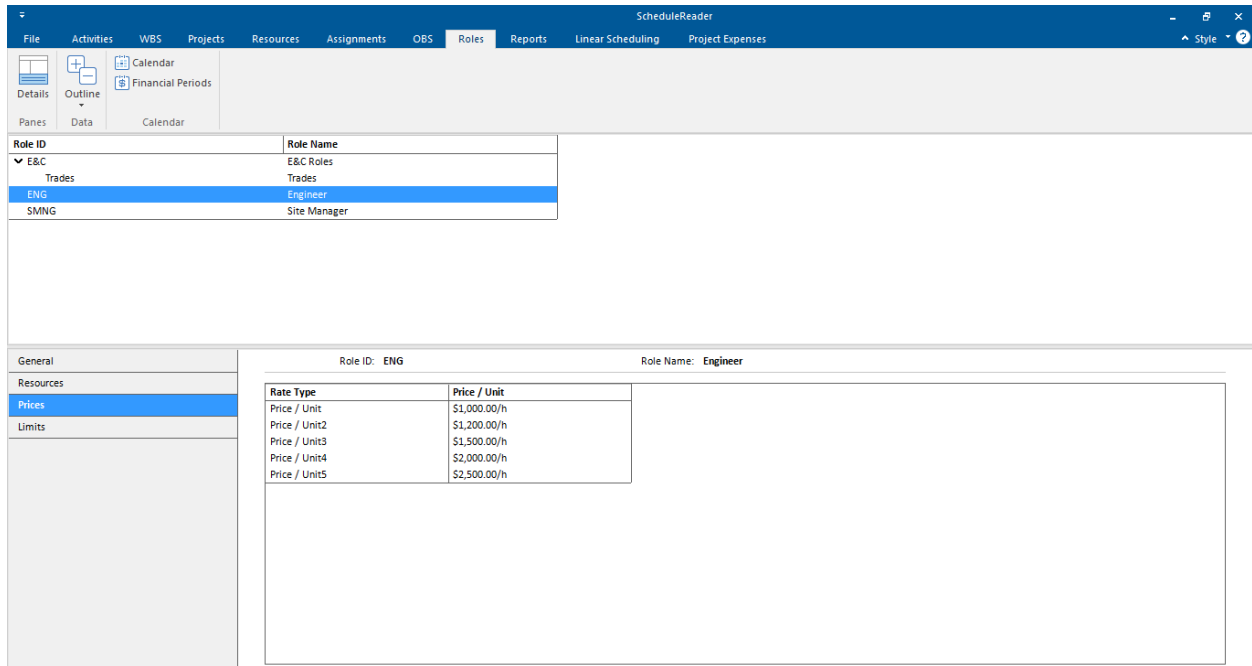 ScheduleReader
File Activities WBS Projects Resources Assignments OBS Roles Reports Linear Scheduling Project Expenses Style ?
Details Outline Calendar
Financial Periods
Panes Data Calendar
Role ID Role Name
E&C E&C Roles
Trades Trades
ENG Engineer
SMNG Site Manager
General
Resources
Prices
Limits
Role ID: ENG Role Name: Engineer
Rate Type Price / Unit
Price / Unit $1,000.00/h
Price / Unit2 $1,200.00/h
Price / Unit3 $1,500.00/h
Price / Unit4 $2,000.00/h
Price / Unit5 $2,500.00/h